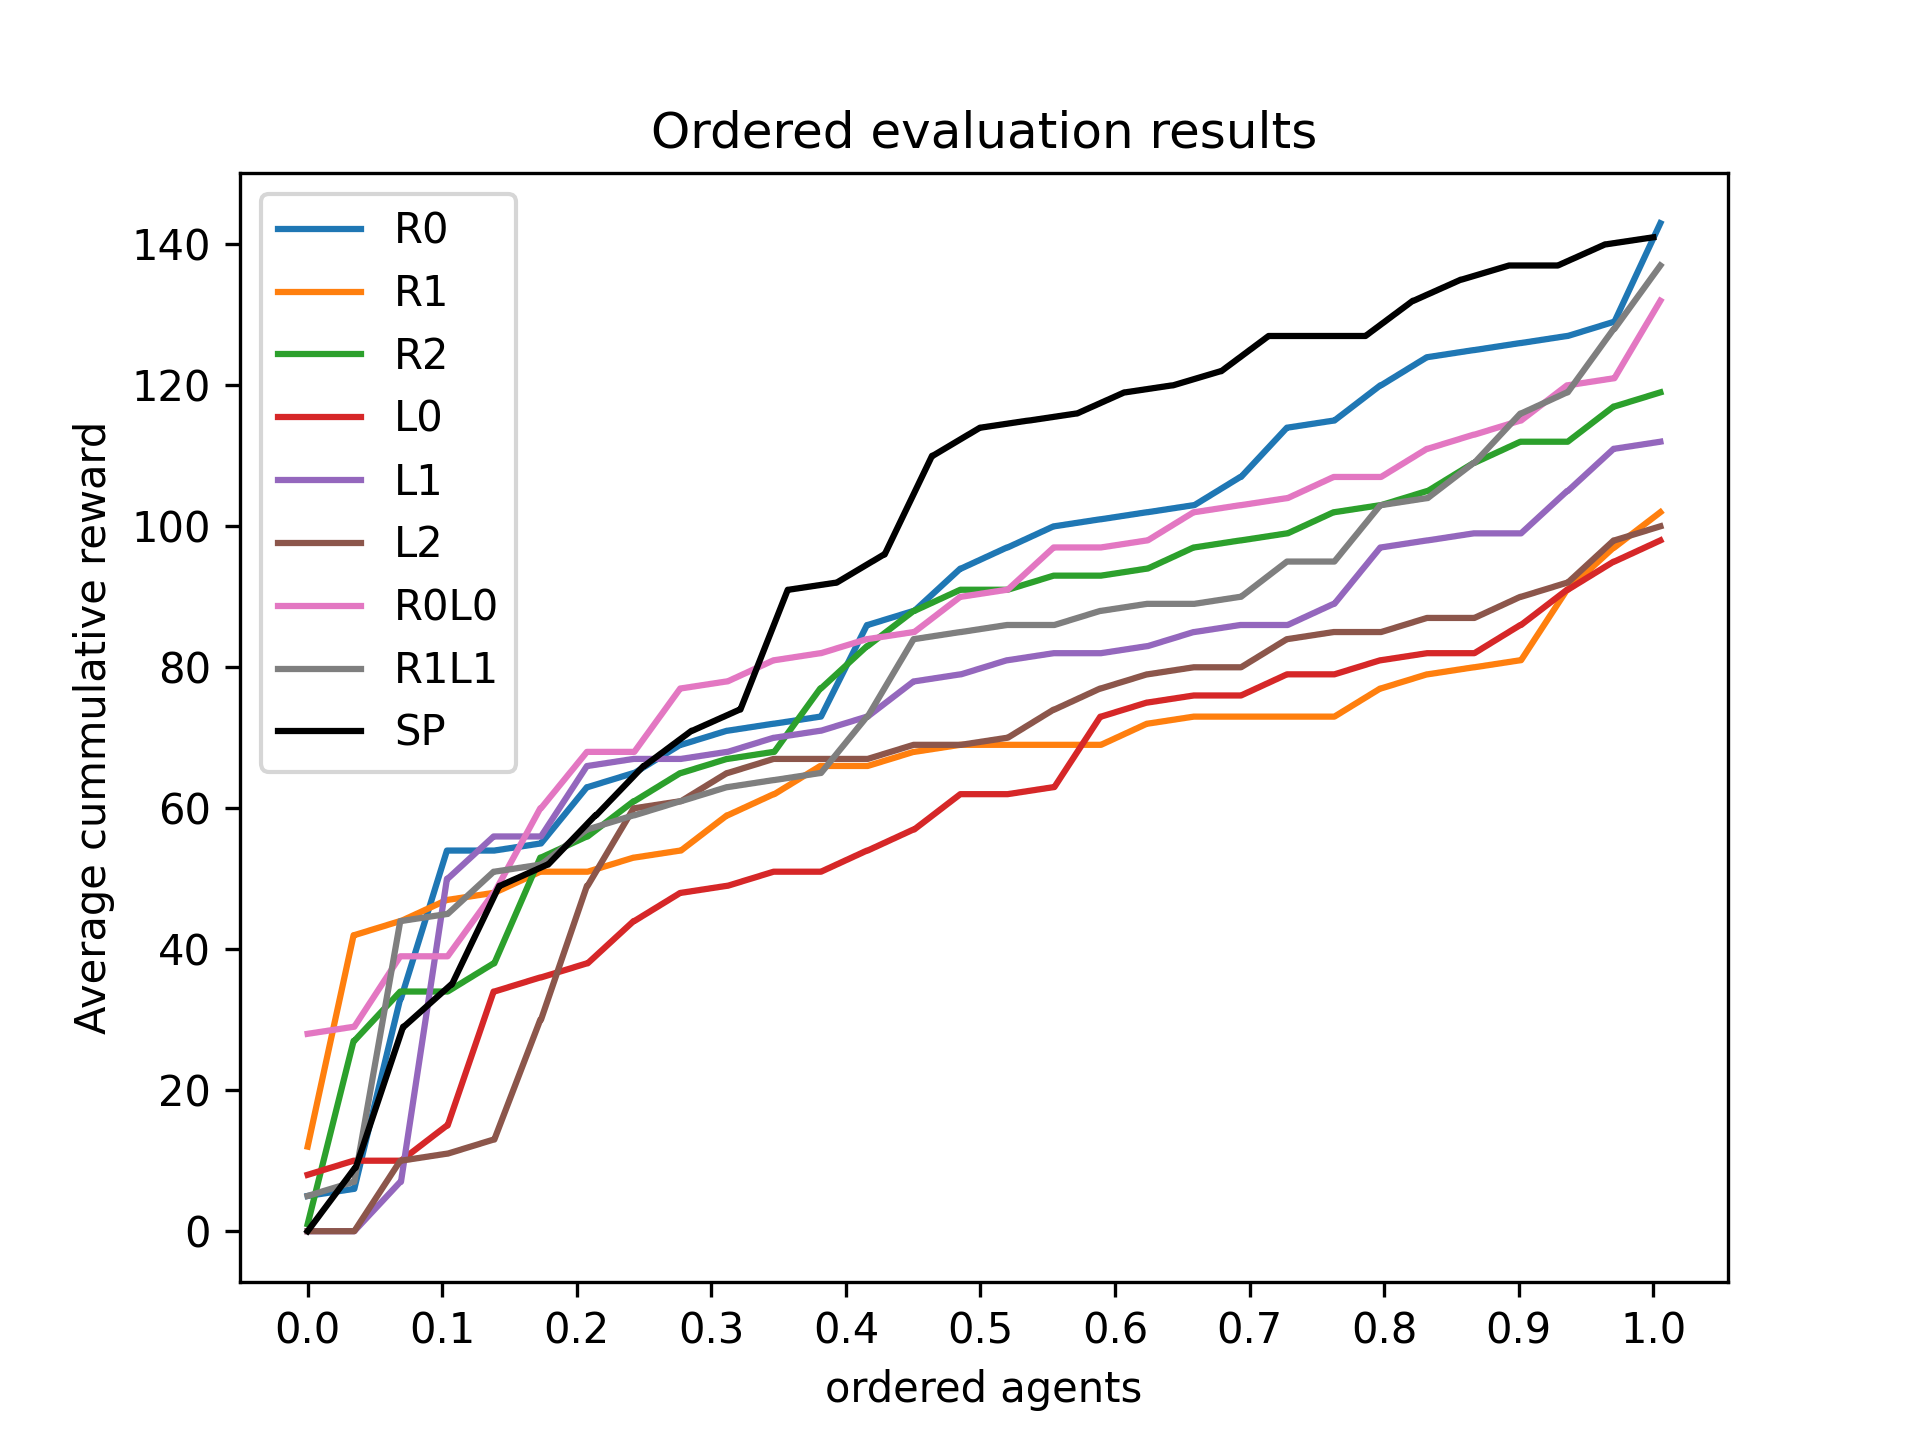 Ordered evaluation results
R0
R1
R2
L0
L1
L2
R0L0
R1L1
SP
Average cummulative reward
140
120
100
80
60
40
20
0
0.0 0.1 0.2 0.3 0.4 0.5 0.6 0.7 0.8 0.9 1.0
ordered agents